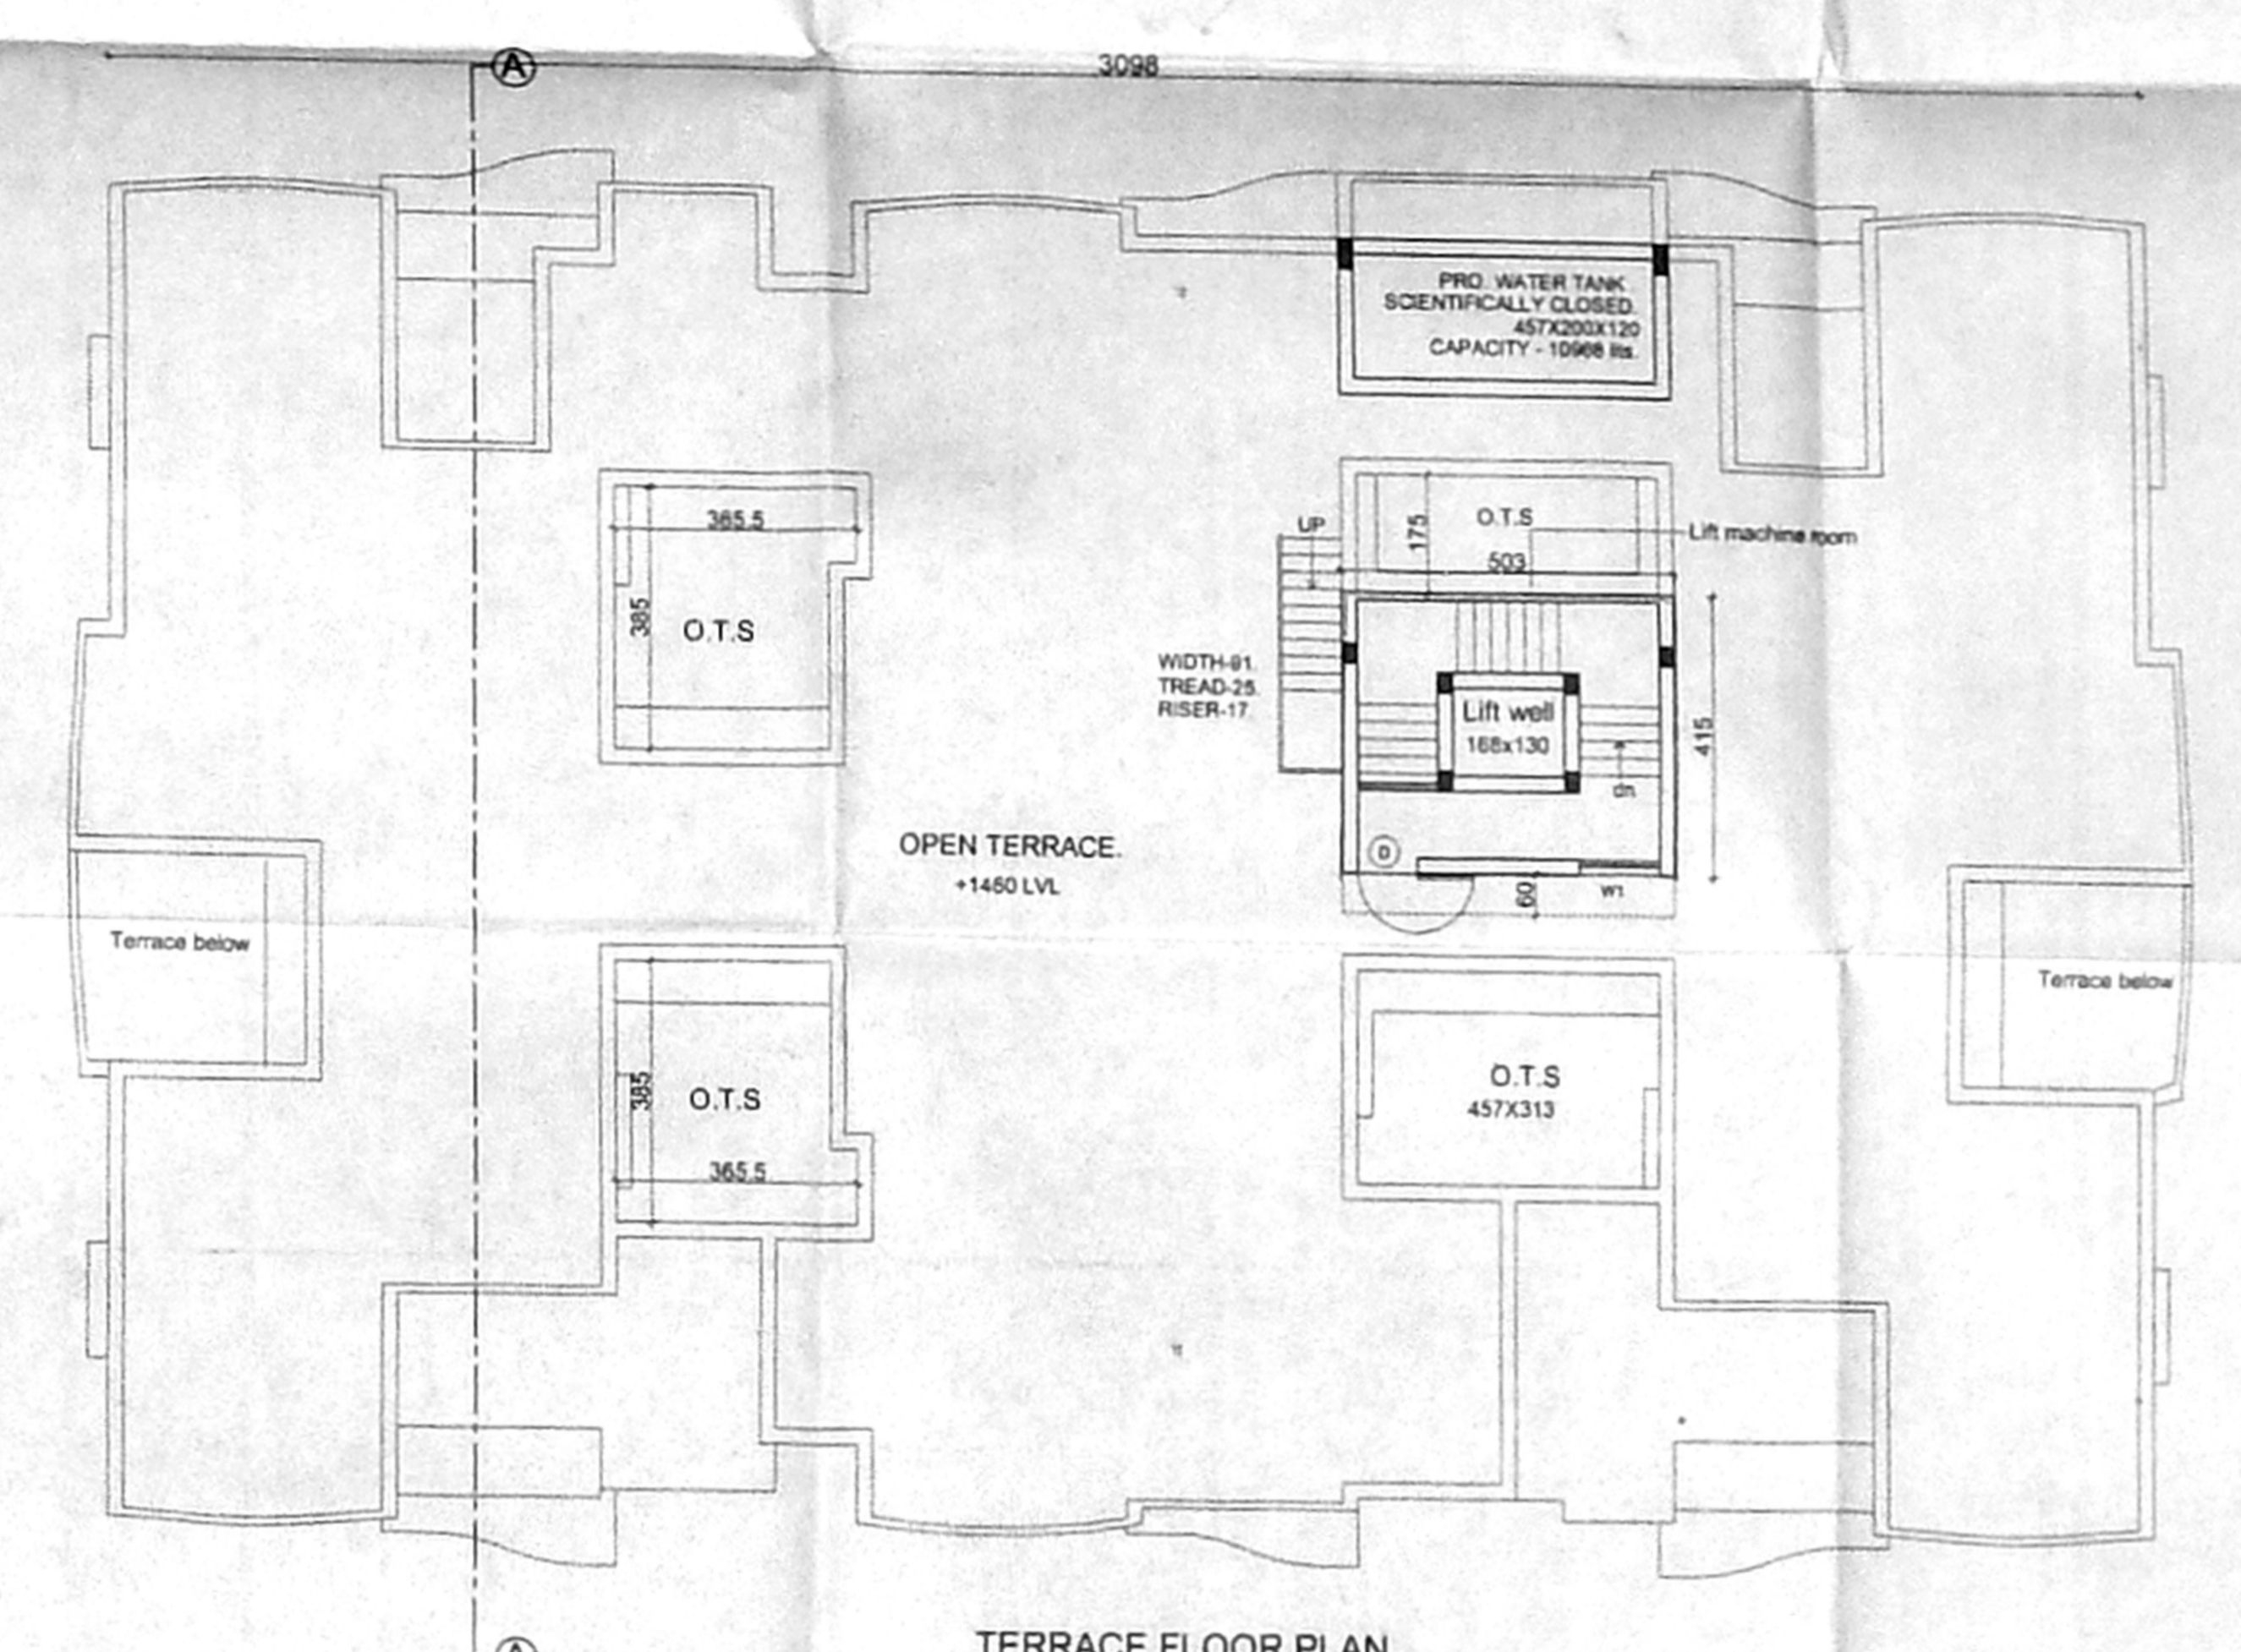 A
3098
PRO. WATER TANK
SCIENTIFICALLY CLOSED.
457X200X120
CAPACITY - 10968 lits.
365.5
385
O.T.S
UP
175
O.T.S
503
Lift machine room
WIDTH-91.
TREAD-25.
RISER-17.
Lift well
168x130
dn
415
D
60
W1
OPEN TERRACE.
+1460 LVL
Terrace below
Terrace below
385
O.T.S
365.5
O.T.S
457X313
A
TERRACE FLOOR PLAN